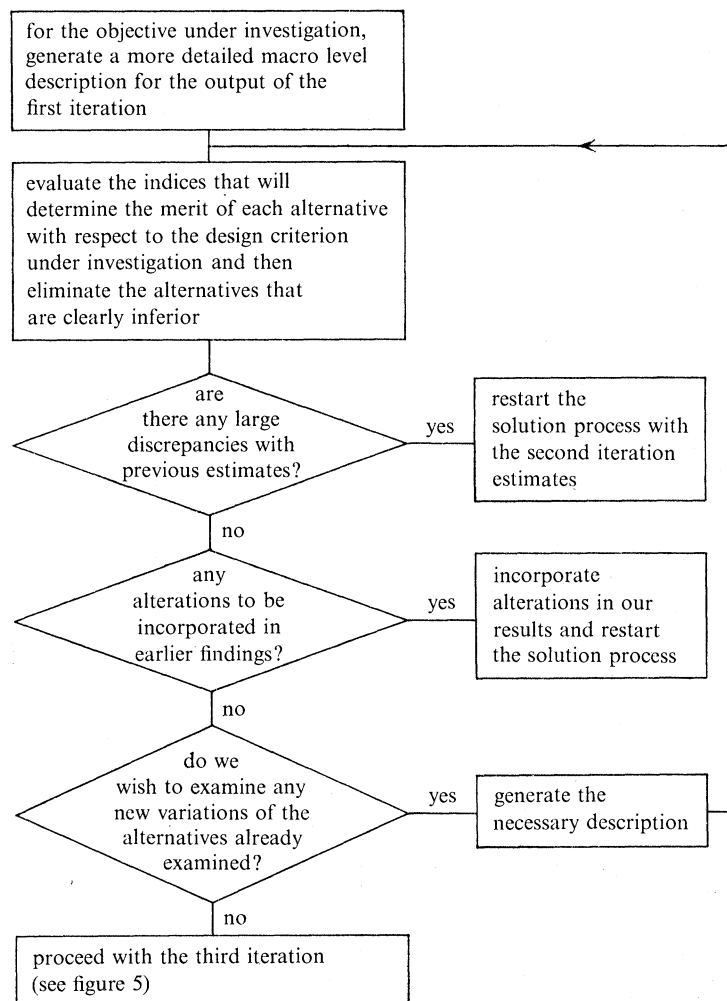 for the objective under investigation,
generate a more detailed macro level
description for the output of the
first iteration
evaluate the indices that will
determine the merit of each alternative
with respect to the design criterion
under investigation and then
eliminate the alternatives that
are clearly inferior
are
there any large
discrepancies with
previous estimates?
yes
restart the
solution process with
the second iteration
estimates
no
any
alterations to be
incorporated in
earlier findings?
yes
incorporate
alterations in our
results and restart
the solution process
no
do we
wish to examine any
new variations of the
alternatives already
examined?
yes
generate the
necessary description
no
proceed with the third iteration
(see figure 5)